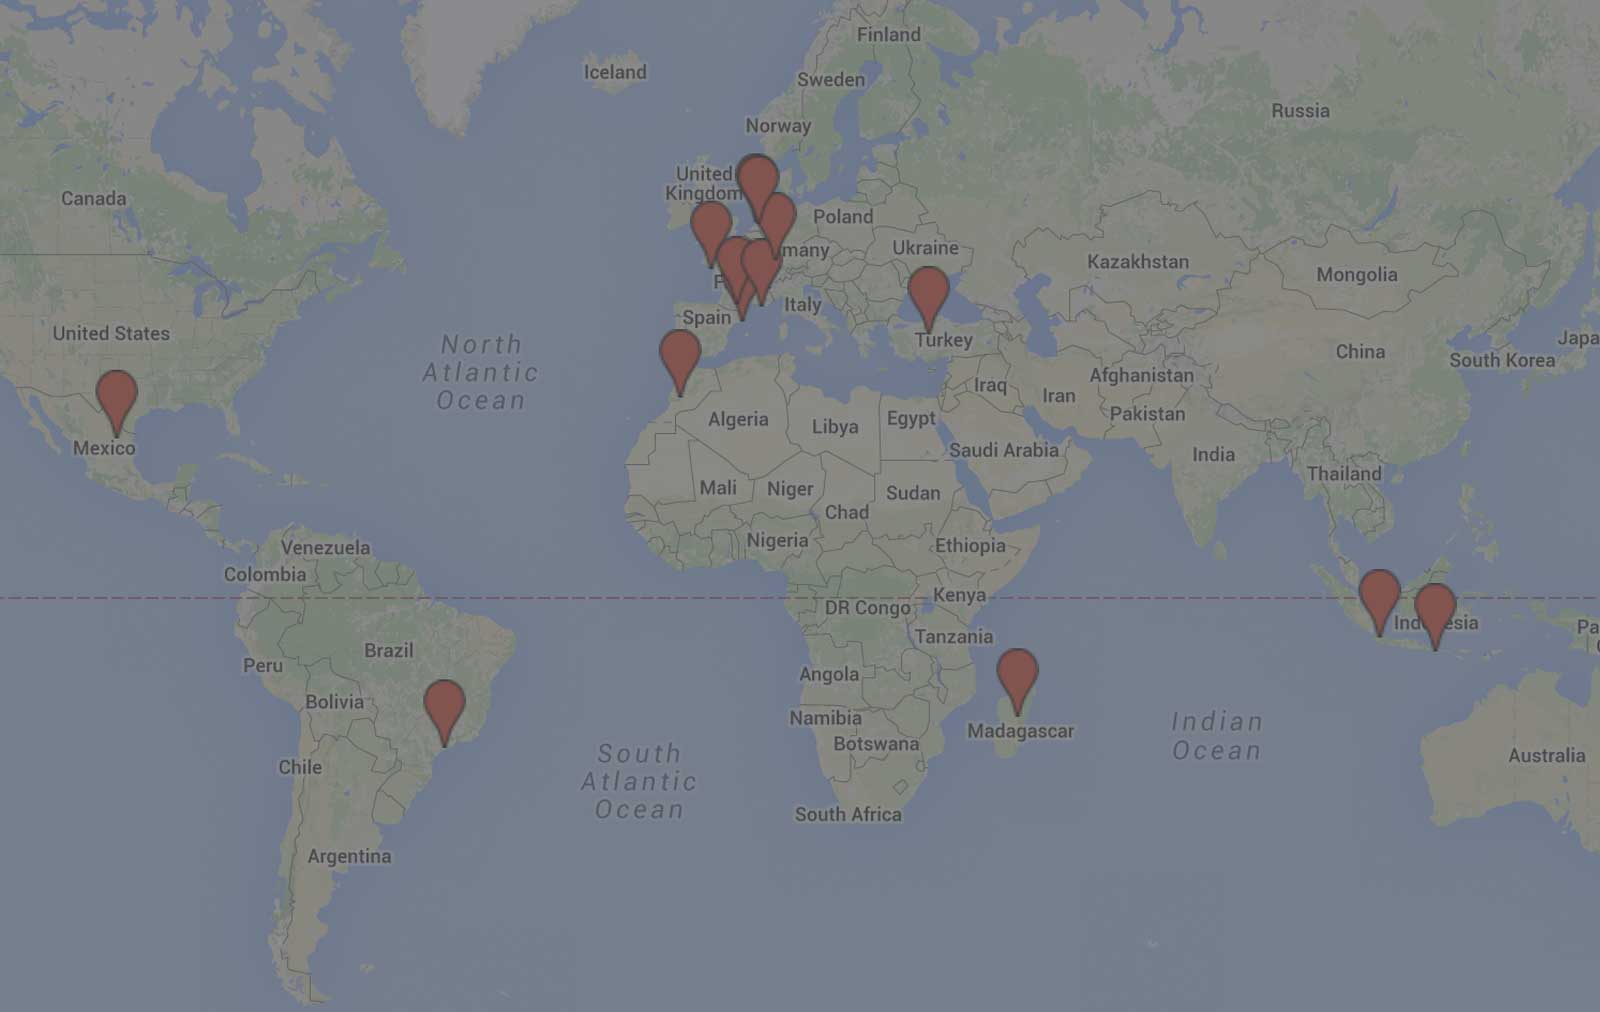 Finland
Iceland
Sweden
Russia
Norway
United
Kingdom
Canada
Poland
Ukraine
many
Kazakhstan
Mongolia
F
Italy
Spain
United States
Turkey
Japa
China
South Korea
North
Atlantic
Ocean
Afghanistan
Iraq
Iran
Pakistan
Algeria
Libya
Egypt
Mexico
Saudi Arabia
India
Thailand
Mali
Niger
Sudan
Chad
Nigeria
Ethiopia
Venezuela
Colombia
Kenya
DR Congo
Ind
esia
Pa
Tanzania
Brazil
Peru
Angola
Bolivia
Namibia
Madagascar
Indian
Ocean
Botswana
South
Atlantic
Ocean
Chile
Australia
South Africa
Argentina